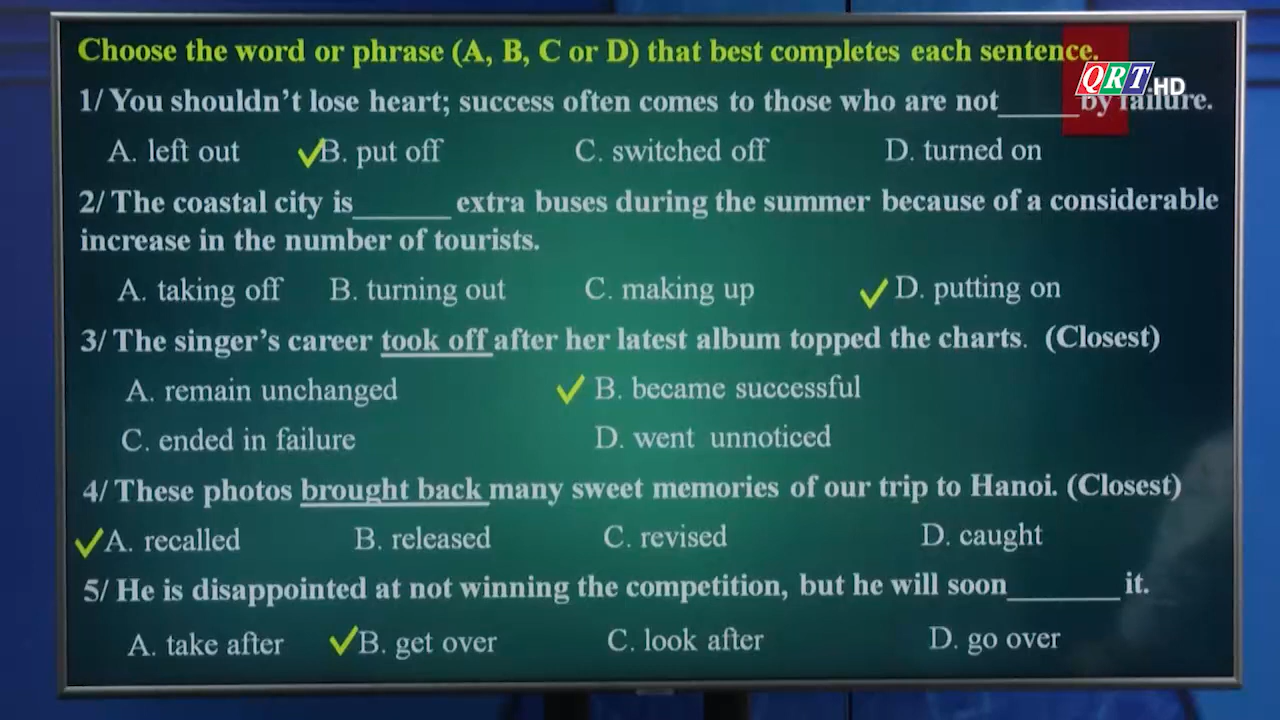 Choose the word or phrase (A, B, C or D) that best completes each sentence.
QRT HD
1/ You shouldn't lose heart; success often comes to those who are not______by failure.
A. left out B. put off C. switched off D. turned on
2/ The coastal city is_______ extra buses during the summer because of a considerable
increase in the number of tourists.
A. taking off B. turning out C. making up D. putting on
3/ The singer's career took off after her latest album topped the charts. (Closest)
A. remain unchanged B. became successful
C. ended in failure D. went unnoticed
4/ These photos brought back many sweet memories of our trip to Hanoi. (Closest)
A. recalled B. released C. revised D. caught
5/ He is disappointed at not winning the competition, but he will soon________ it.
A. take after B. get over C. look after D. go over